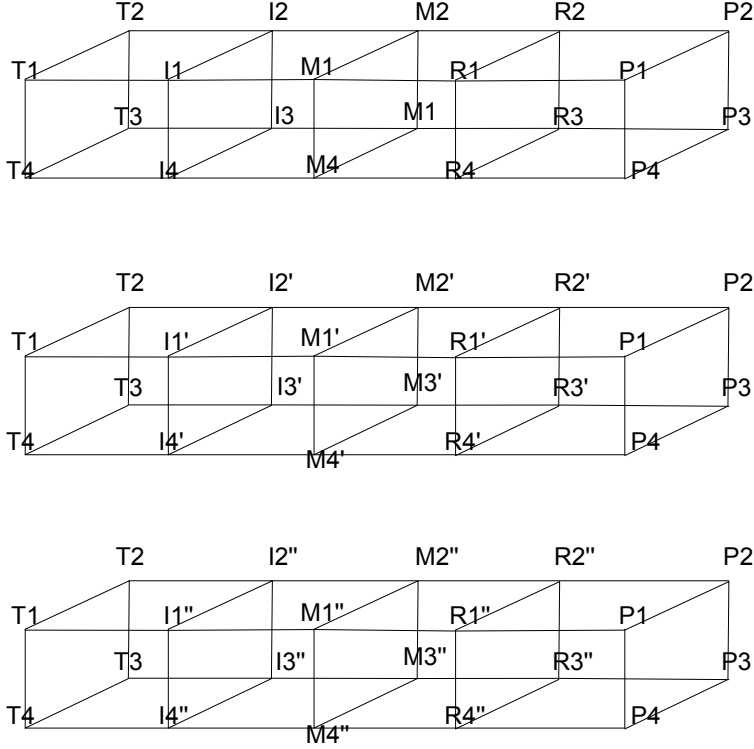 T2 I2 M2 R2 P2
T1 I1 M1 R1 P1
T3 I3 M1 R3 P3
T4 I4 M4 R4 P4
T2 I2' M2' R2' P2
T1 I1' M1' R1' P1
T3 I3' M3' R3' P3
T4 I4' M4' R4' P4
T2 I2" M2" R2" P2
T1 I1" M1" R1" P1
T3 I3" M3" R3" P3
T4 I4" M4" R4" P4